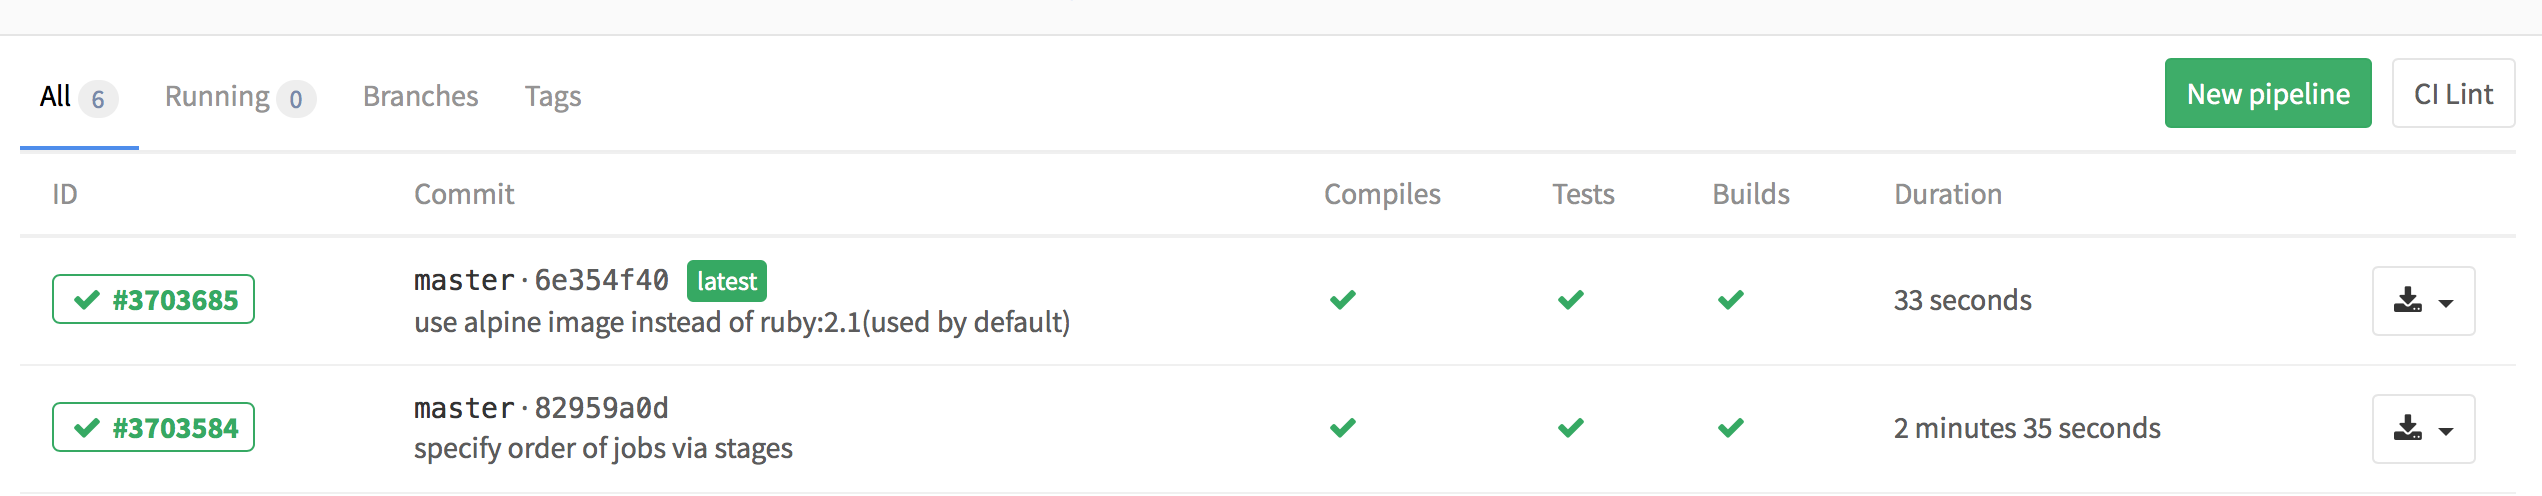 All 6 Running 0 Branches Tags New pipeline CI Lint
ID Commit Compiles Tests Builds Duration
#3703685 master · 6e354f40 latest 33 seconds
use alpine image instead of ruby:2.1(used by default)
#3703584 master · 82959a0d 2 minutes 35 seconds
specify order of jobs via stages